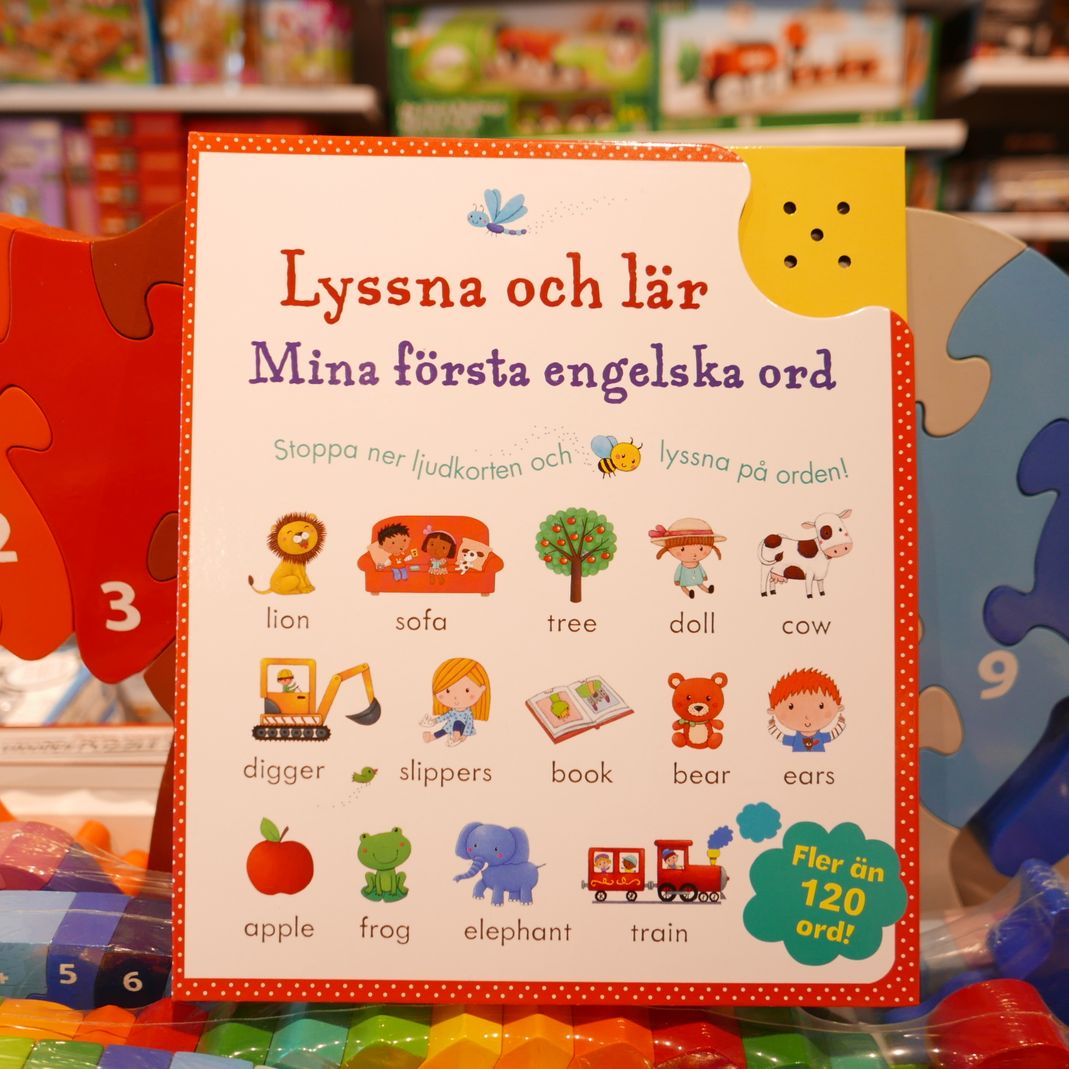 Lyssna och lär
Mina första engelska ord
Stoppa ner ljudkorten och lyssna på orden!
lion sofa tree doll cow
digger slippers book bear ears
apple frog elephant train
Fler än
120
ord!
2
3
9
5
6